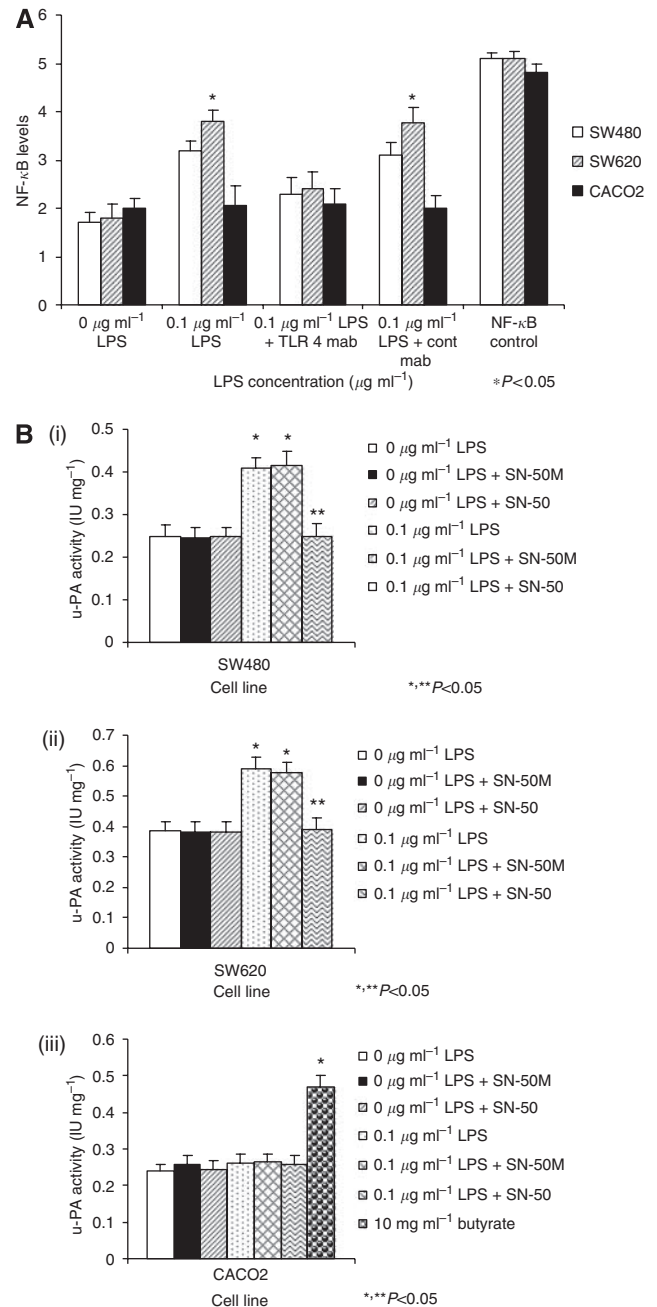 A
NF-κB levels
6
5
4
3
2
1
0
*
*
SW480
SW620
CACO2
0 μg ml⁻¹
LPS
0.1 μg ml⁻¹
LPS
0.1 μg ml⁻¹ LPS
+ TLR 4 mab
0.1 μg ml⁻¹
LPS + cont
mab
NF-κB
control
LPS concentration (μg ml⁻¹)
*P<0.05
B (i)
u-PA activity (IU mg⁻¹)
0.5
0.4
0.3
0.2
0.1
0
*
*
**
0 μg ml⁻¹ LPS
0 μg ml⁻¹ LPS + SN-50M
0 μg ml⁻¹ LPS + SN-50
0.1 μg ml⁻¹ LPS
0.1 μg ml⁻¹ LPS + SN-50M
0.1 μg ml⁻¹ LPS + SN-50
SW480
Cell line
*,**P<0.05
(ii)
u-PA activity (IU mg⁻¹)
0.7
0.6
0.5
0.4
0.3
0.2
0.1
0
*
*
**
0 μg ml⁻¹ LPS
0 μg ml⁻¹ LPS + SN-50M
0 μg ml⁻¹ LPS + SN-50
0.1 μg ml⁻¹ LPS
0.1 μg ml⁻¹ LPS + SN-50M
0.1 μg ml⁻¹ LPS + SN-50
SW620
Cell line
*,**P<0.05
(iii)
u-PA activity (IU mg⁻¹)
0.6
0.5
0.4
0.3
0.2
0.1
0
*
0 μg ml⁻¹ LPS
0 μg ml⁻¹ LPS + SN-50M
0 μg ml⁻¹ LPS + SN-50
0.1 μg ml⁻¹ LPS
0.1 μg ml⁻¹ LPS + SN-50M
0.1 μg ml⁻¹ LPS + SN-50
10 mg ml⁻¹ butyrate
CACO2
Cell line
*,**P<0.05